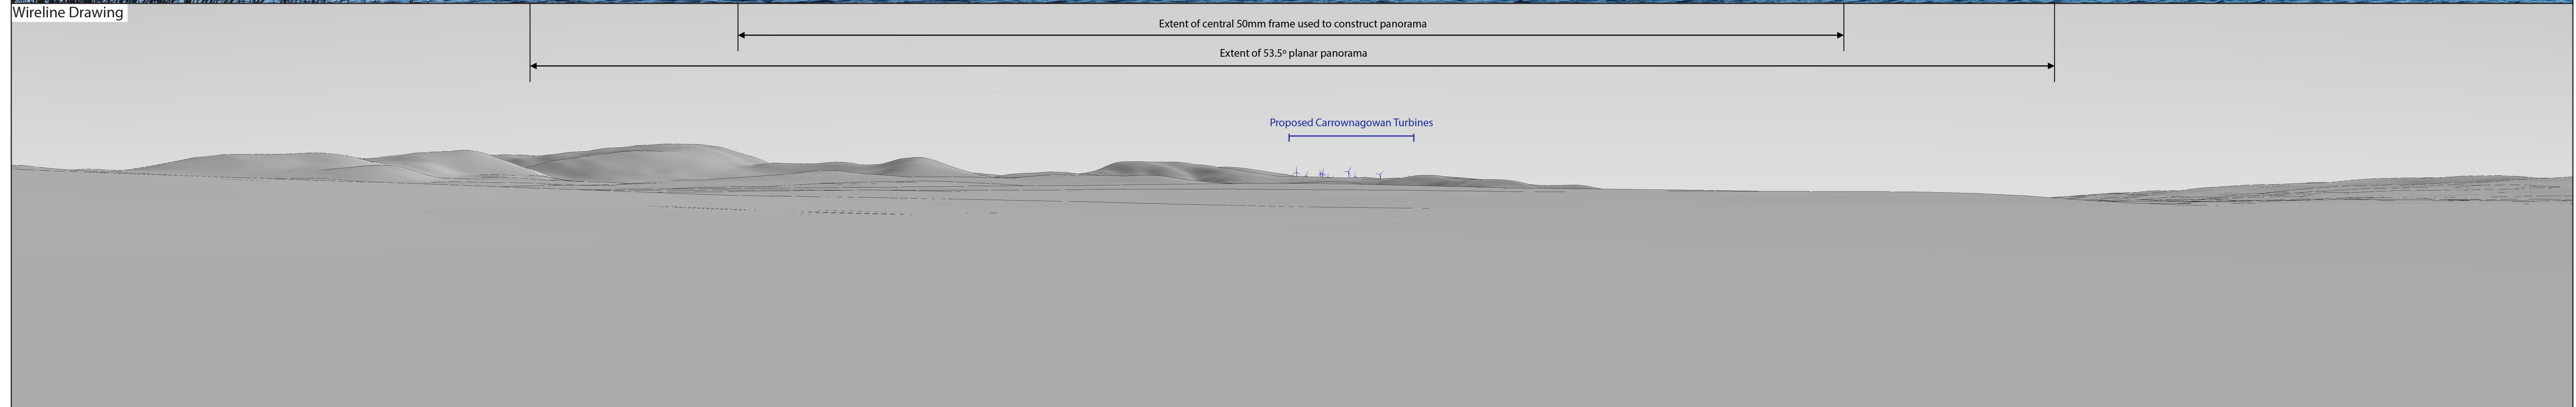 Wireline Drawing
Extent of central 50mm frame used to construct panorama
Extent of 53.5º planar panorama
Proposed Carrownagowan Turbines